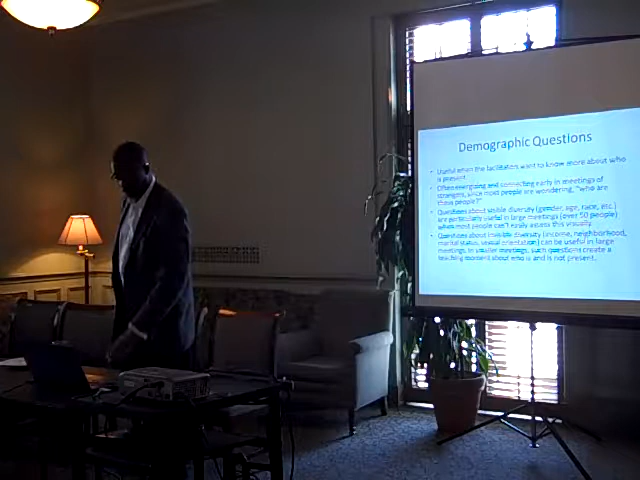 Demographic Questions
• Useful when the facilitators want to know more about who
is present.
• Often energizing and connecting early in meetings of
strangers, since most people are wondering, "who are
these people?"
• Questions about visible diversity (gender, age, race, etc.)
are particularly useful in large meetings (over 50 people)
when most people can't easily assess this visually.
• Questions about invisible diversity (income, neighborhood,
marital status, sexual orientation) can be useful in large
meetings. In smaller meetings, such questions create a
teaching moment about who is and is not present.